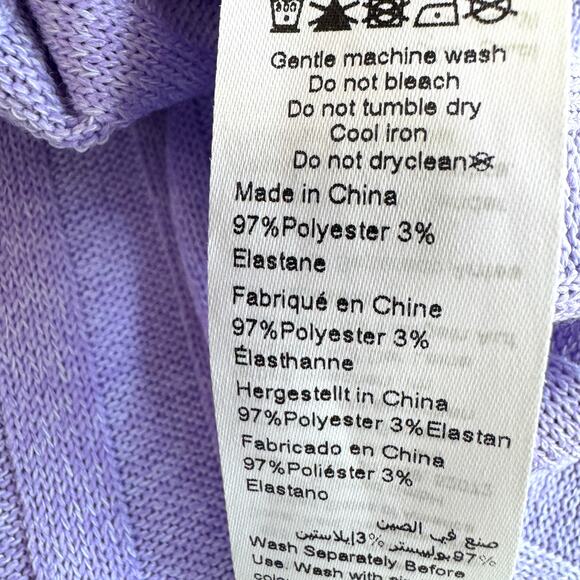 Gentle machine wash
Do not bleach
Do not tumble dry
Cool iron
Do not dryclean
Made in China
97%Polyester 3%
Elastane
Fabriqué en Chine
97%Polyester 3%
Élasthanne
Hergestellt in China
97%Polyester 3%Elastan
Fabricado en China
97%Poliéster 3%
Elastano
صنع في الصين
97% بوليستر 3% إيلاستين
Wash Separately Before
Use. Wash with